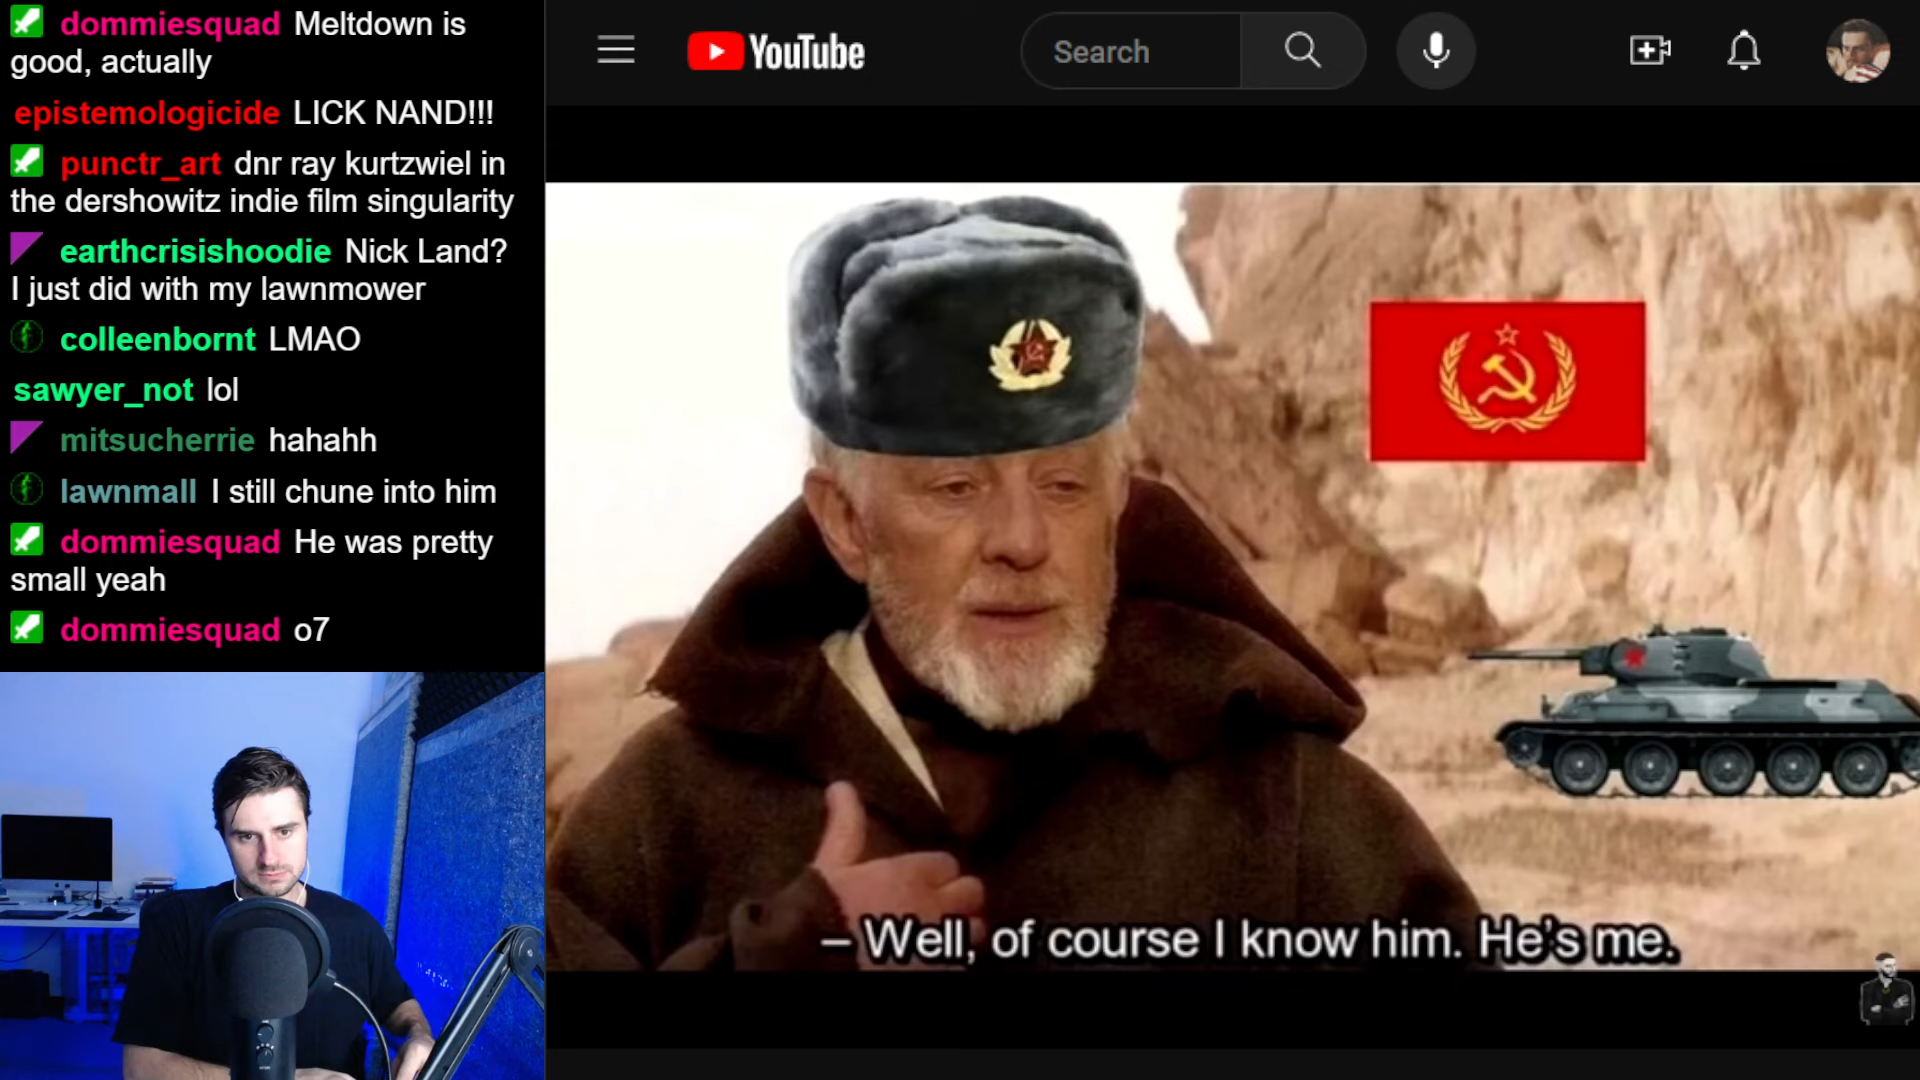 dommiesquad Meltdown is
good, actually
epistemologicide LICK NAND!!!
punctr_art dnr ray kurtzwiel in
the dershowitz indie film singularity
earthcrisishoodie Nick Land?
I just did with my lawnmower
colleenbornt LMAO
sawyer_not lol
mitsucherrie hahahh
lawnmall I still chune into him
dommiesquad He was pretty
small yeah
dommiesquad o7
YouTube
Search
– Well, of course I know him. He's me.